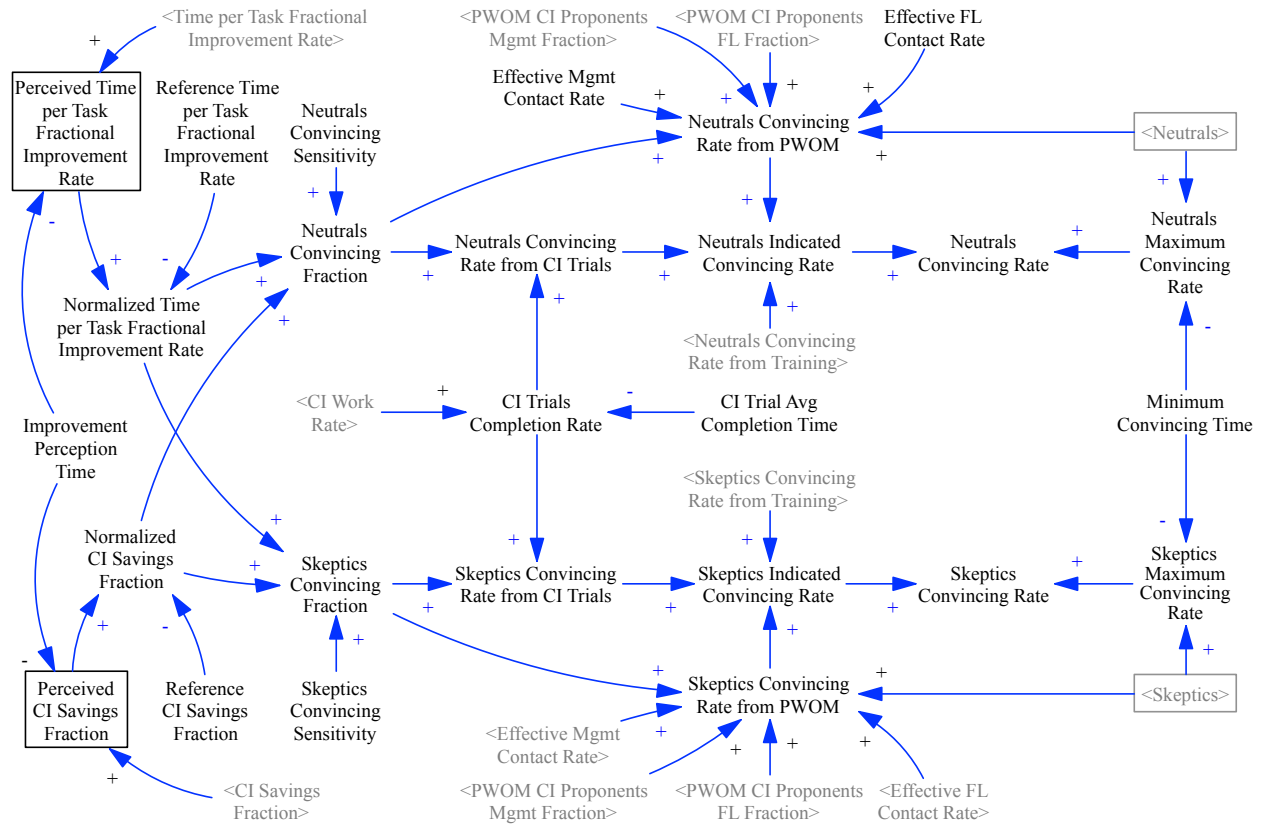 <Time per Task Fractional
Improvement Rate>
<PWOM CI Proponents
Mgmt Fraction>
<PWOM CI Proponents
FL Fraction>
Effective FL
Contact Rate
Perceived Time
per Task
Fractional
Improvement
Rate
Reference Time
per Task
Fractional
Improvement
Rate
Neutrals
Convincing
Sensitivity
Effective Mgmt
Contact Rate
Neutrals Convincing
Rate from PWOM
<Neutrals>
Neutrals
Convincing
Fraction
Neutrals Convincing
Rate from CI Trials
Neutrals Indicated
Convincing Rate
Neutrals
Convincing Rate
Neutrals
Maximum
Convincing
Rate
Normalized Time
per Task Fractional
Improvement Rate
<Neutrals Convincing
Rate from Training>
<CI Work
Rate>
CI Trials
Completion Rate
CI Trial Avg
Completion Time
Minimum
Convincing Time
Improvement
Perception
Time
<Skeptics Convincing
Rate from Training>
Normalized
CI Savings
Fraction
Skeptics
Convincing
Fraction
Skeptics Convincing
Rate from CI Trials
Skeptics Indicated
Convincing Rate
Skeptics
Convincing Rate
Skeptics
Maximum
Convincing
Rate
Perceived
CI Savings
Fraction
Reference
CI Savings
Fraction
Skeptics
Convincing
Sensitivity
Skeptics Convincing
Rate from PWOM
<Skeptics>
<Effective Mgmt
Contact Rate>
<CI Savings
Fraction>
<PWOM CI Proponents
Mgmt Fraction>
<PWOM CI Proponents
FL Fraction>
<Effective FL
Contact Rate>